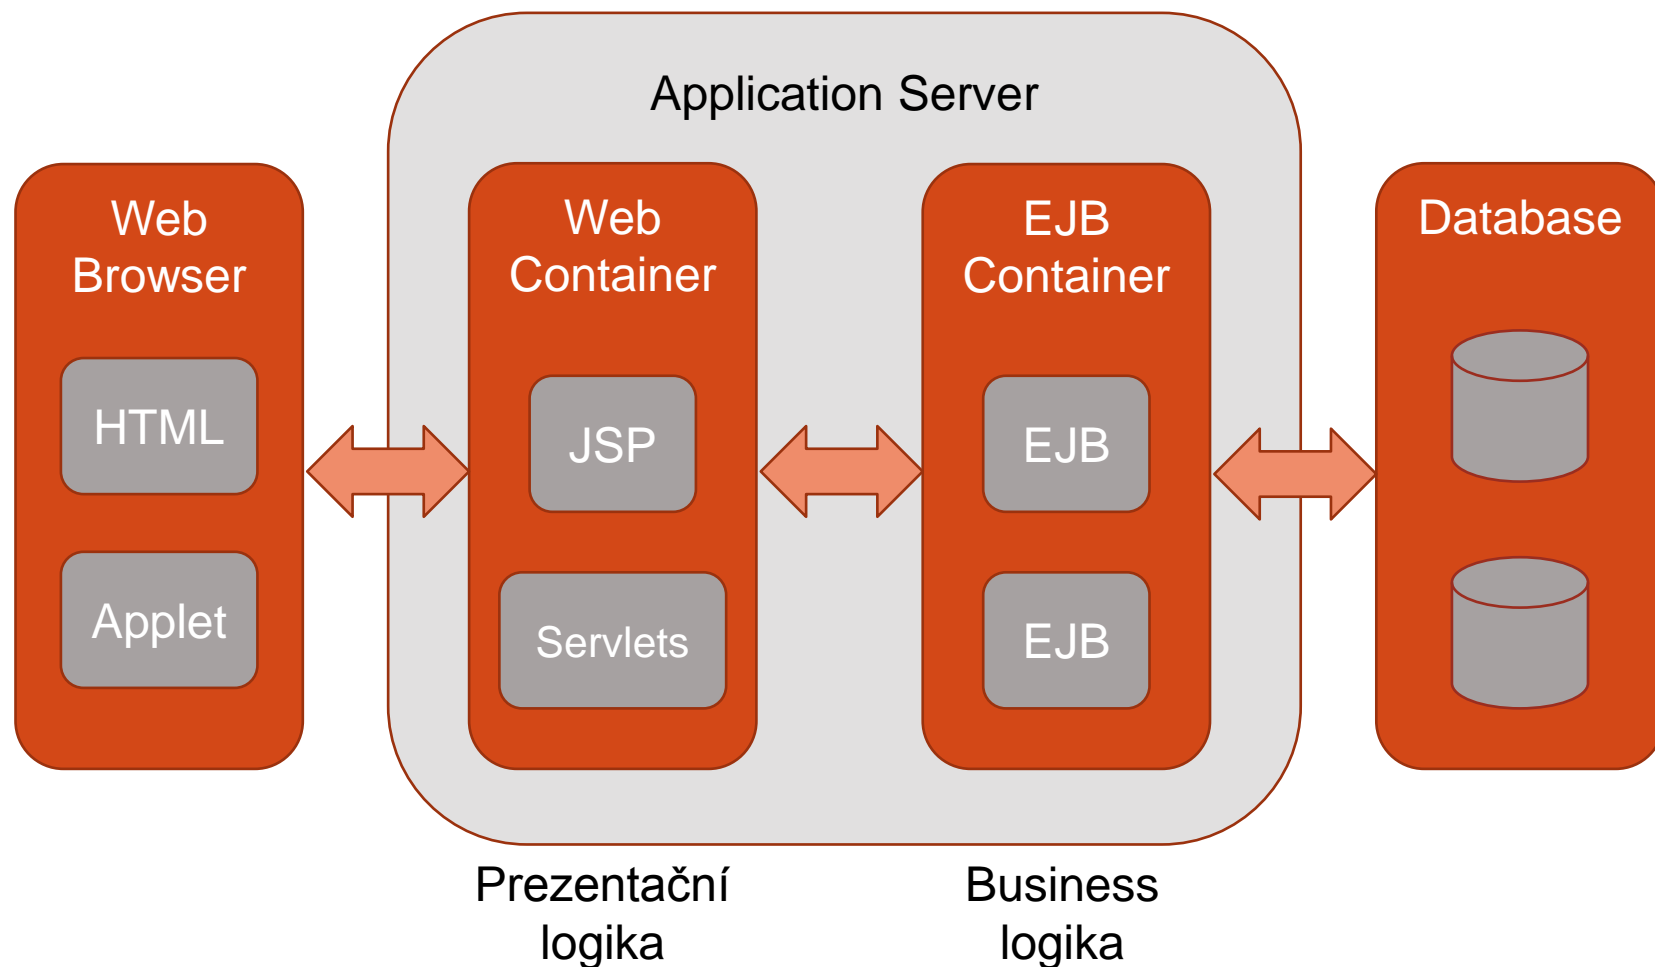 Application Server
Web
Browser
HTML
Applet
Web
Container
JSP
Servlets
EJB
Container
EJB
EJB
Database
Prezentační
logika
Business
logika